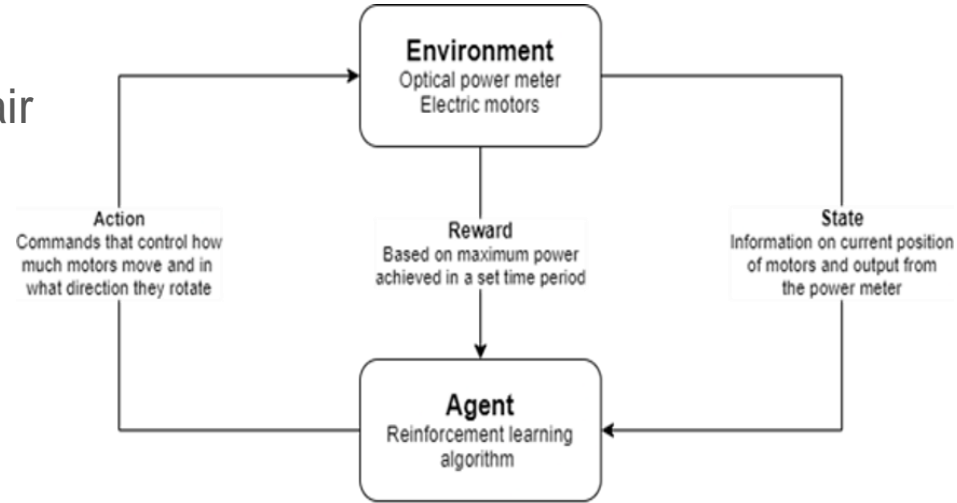 Environment
Optical power meter
Electric motors
air
Action
Commands that control how
much motors move and in
what direction they rotate
Reward
Based on maximum power
achieved in a set time period
State
Information on current position
of motors and output from
the power meter
Agent
Reinforcement learning
algorithm